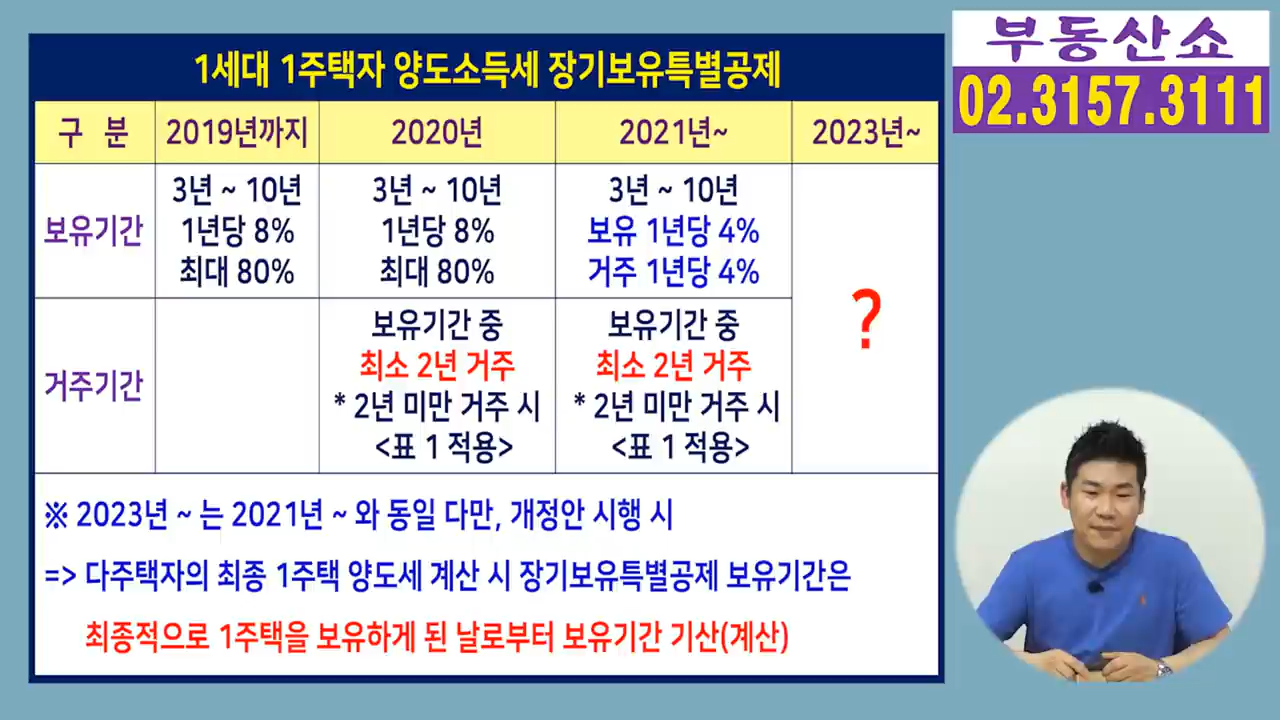 부동산쇼
02.3157.3111
1세대 1주택자 양도소득세 장기보유특별공제
구 분 2019년까지 2020년 2021년~ 2023년~
보유기간
3년 ~ 10년
1년당 8%
최대 80%
3년 ~ 10년
1년당 8%
최대 80%
3년 ~ 10년
보유 1년당 4%
거주 1년당 4%
?
거주기간
보유기간 중
최소 2년 거주
* 2년 미만 거주 시
<표 1 적용>
보유기간 중
최소 2년 거주
* 2년 미만 거주 시
<표 1 적용>
※ 2023년 ~ 는 2021년 ~ 와 동일 다만, 개정안 시행 시
=> 다주택자의 최종 1주택 양도세 계산 시 장기보유특별공제 보유기간은
최종적으로 1주택을 보유하게 된 날로부터 보유기간 기산(계산)